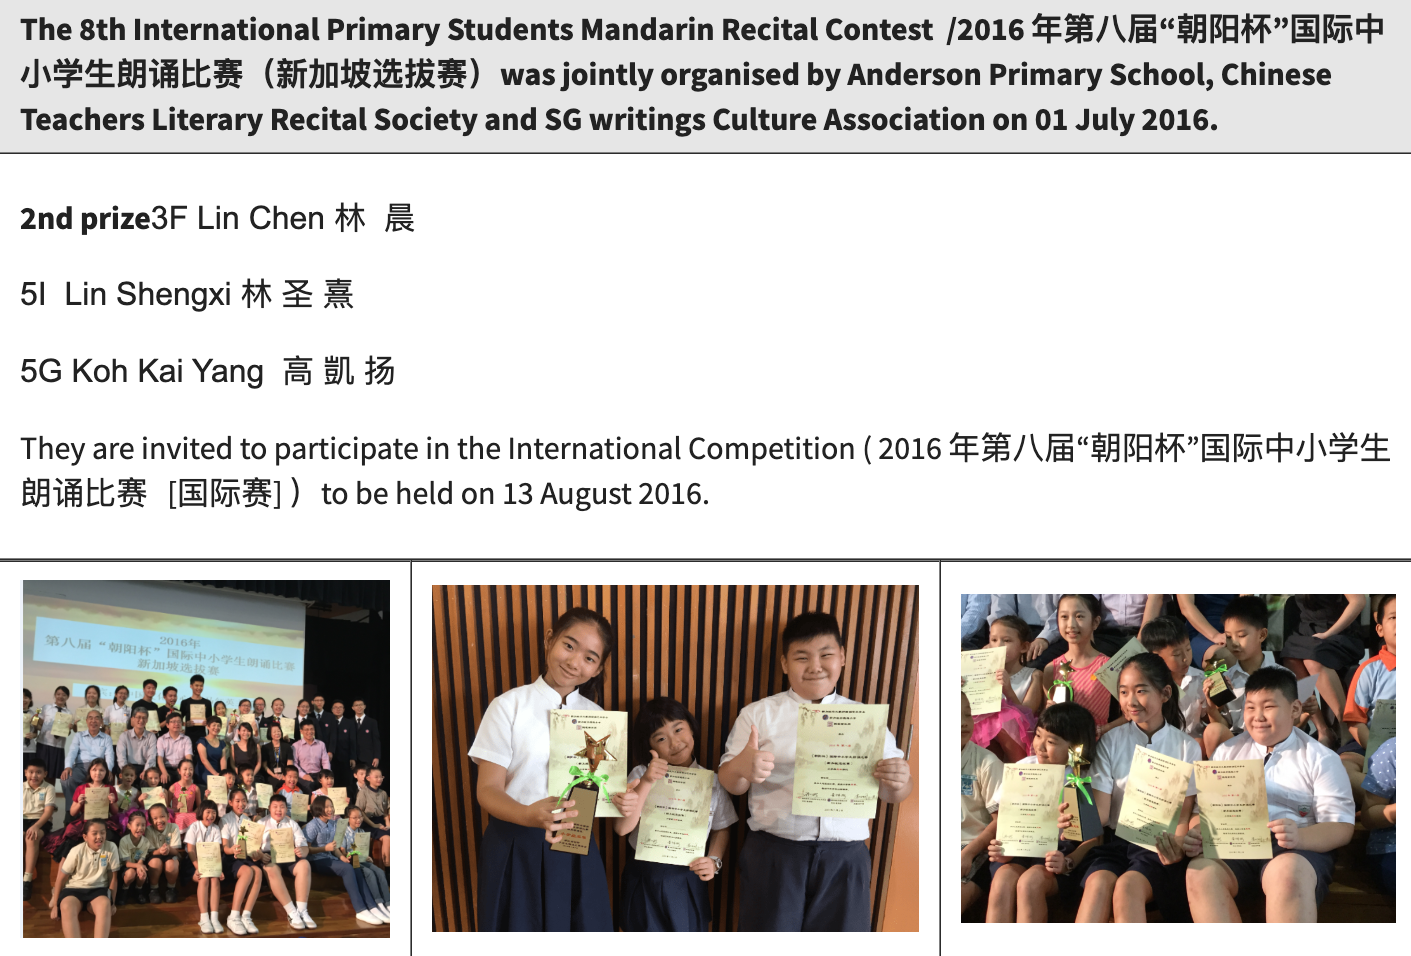 The 8th International Primary Students Mandarin Recital Contest /2016 年第八届“朝阳杯”国际中
小学生朗诵比赛（新加坡选拔赛）was jointly organised by Anderson Primary School, Chinese
Teachers Literary Recital Society and SG writings Culture Association on 01 July 2016.
2nd prize3F Lin Chen 林 晨
5I Lin Shengxi 林 圣 熹
5G Koh Kai Yang 高 凱 扬
They are invited to participate in the International Competition ( 2016 年第八届“朝阳杯”国际中小学生
朗诵比赛 [国际赛] ） to be held on 13 August 2016.
2016年
第八届“朝阳杯”国际中小学生朗诵比赛
新加坡选拔赛